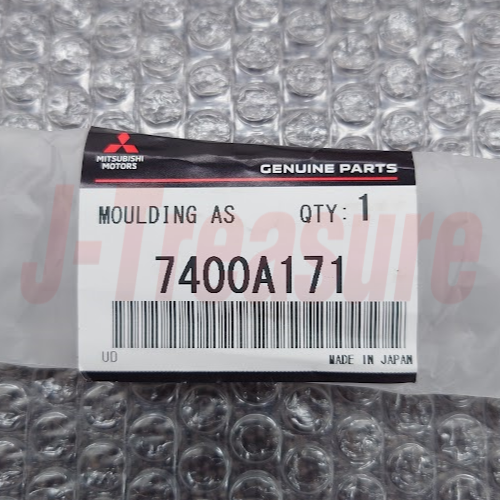 MITSUBISHI
MOTORS
GENUINE PARTS
MOULDING AS QTY: 1
7400A171
UD MADE IN JAPAN
J-Treasure